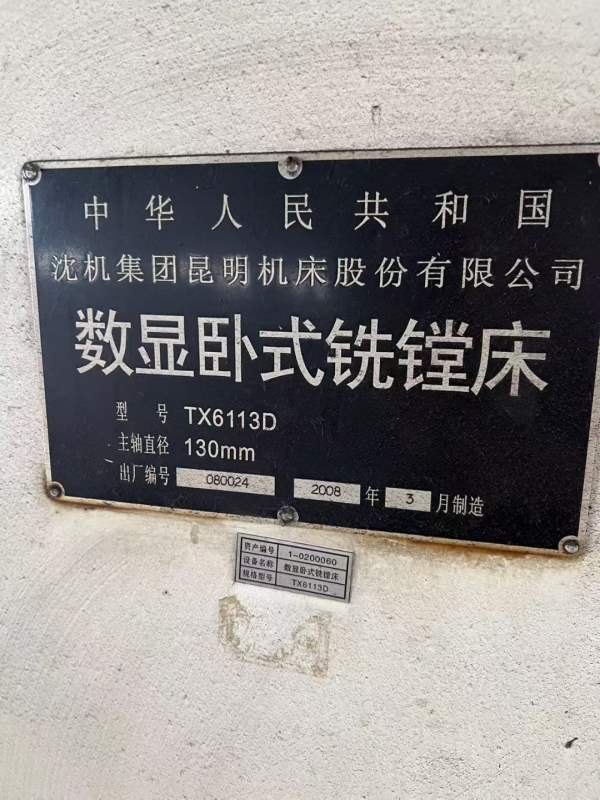 中华人民共和国
沈机集团昆明机床股份有限公司
数显卧式铣镗床
型号 TX6113D
主轴直径 130mm
出厂编号 080024 2008 年 3 月制造
资产编号 1-0200060
设备名称 数显卧式铣镗床
规格型号 TX6113D